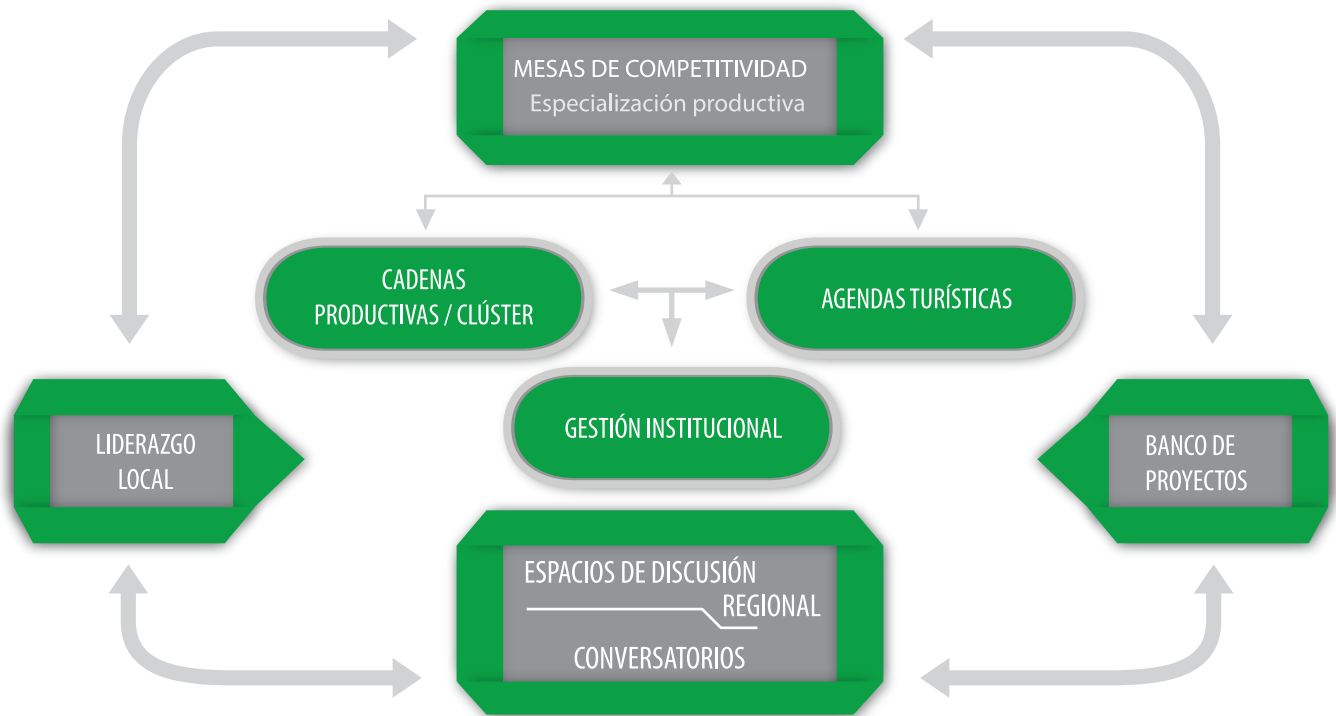 MESAS DE COMPETITIVIDAD
Especialización productiva
CADENAS
PRODUCTIVAS / CLÚSTER
AGENDAS TURÍSTICAS
GESTIÓN INSTITUCIONAL
LIDERAZGO
LOCAL
BANCO DE
PROYECTOS
ESPACIOS DE DISCUSIÓN
REGIONAL
CONVERSATORIOS